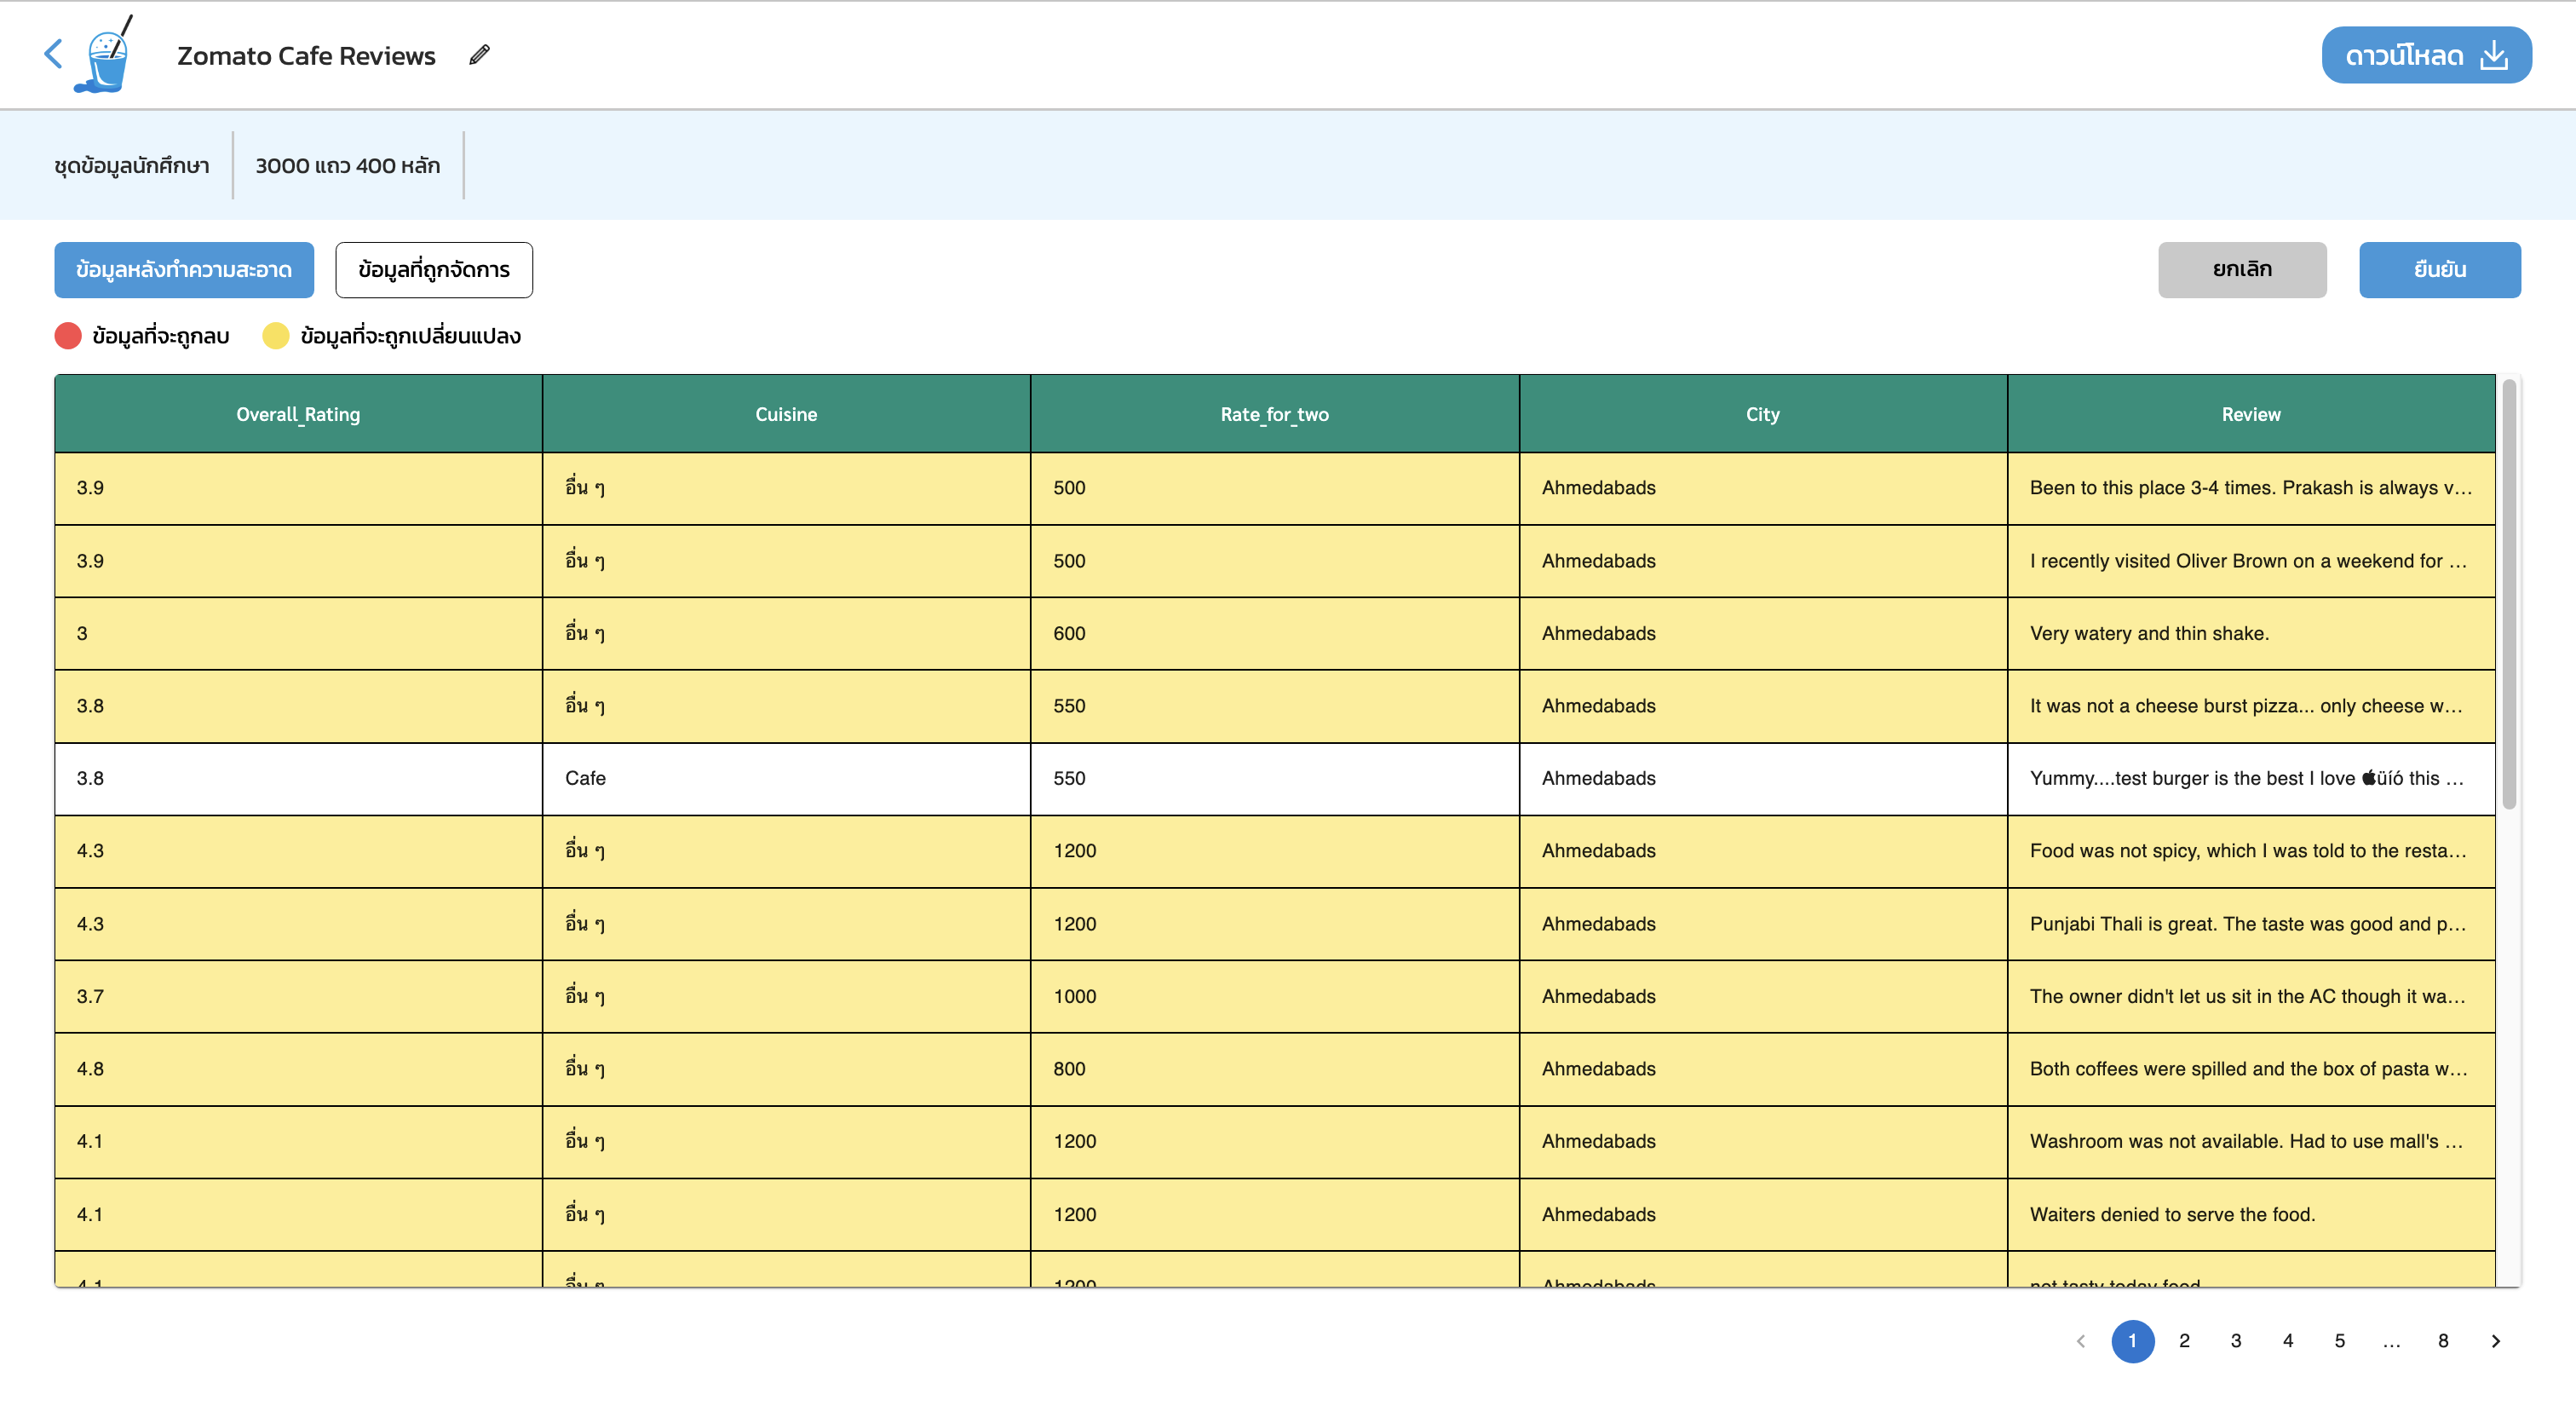 Zomato Cafe Reviews
ดาวน์โหลด
ชุดข้อมูลนักศึกษา
3000 แถว 400 หลัก
ข้อมูลหลังทำความสะอาด ข้อมูลที่ถูกจัดการ ยกเลิก ยืนยัน
ข้อมูลที่จะถูกลบ ข้อมูลที่จะถูกเปลี่ยนแปลง
Overall_Rating Cuisine Rate_for_two City Review
3.9 อื่น ๆ 500 Ahmedabads Been to this place 3-4 times. Prakash is always v…
3.9 อื่น ๆ 500 Ahmedabads I recently visited Oliver Brown on a weekend for …
3 อื่น ๆ 600 Ahmedabads Very watery and thin shake.
3.8 อื่น ๆ 550 Ahmedabads It was not a cheese burst pizza... only cheese w…
3.8 Cafe 550 Ahmedabads Yummy....test burger is the best I love üíó this …
4.3 อื่น ๆ 1200 Ahmedabads Food was not spicy, which I was told to the resta…
4.3 อื่น ๆ 1200 Ahmedabads Punjabi Thali is great. The taste was good and p…
3.7 อื่น ๆ 1000 Ahmedabads The owner didn't let us sit in the AC though it wa…
4.8 อื่น ๆ 800 Ahmedabads Both coffees were spilled and the box of pasta w…
4.1 อื่น ๆ 1200 Ahmedabads Washroom was not available. Had to use mall's …
4.1 อื่น ๆ 1200 Ahmedabads Waiters denied to serve the food.
4.1 อื่น ๆ 1200 Ahmedabads not tasty today food
1 2 3 4 5 … 8